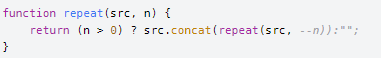 function repeat(src, n) {
    return (n > 0) ? src.concat(repeat(src, --n)):"";
}